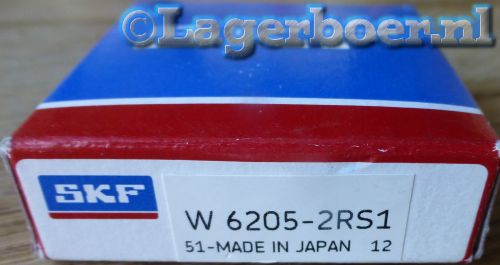 ©Lagerboer.nl
SKF
W 6205-2RS1
51-MADE IN JAPAN 12